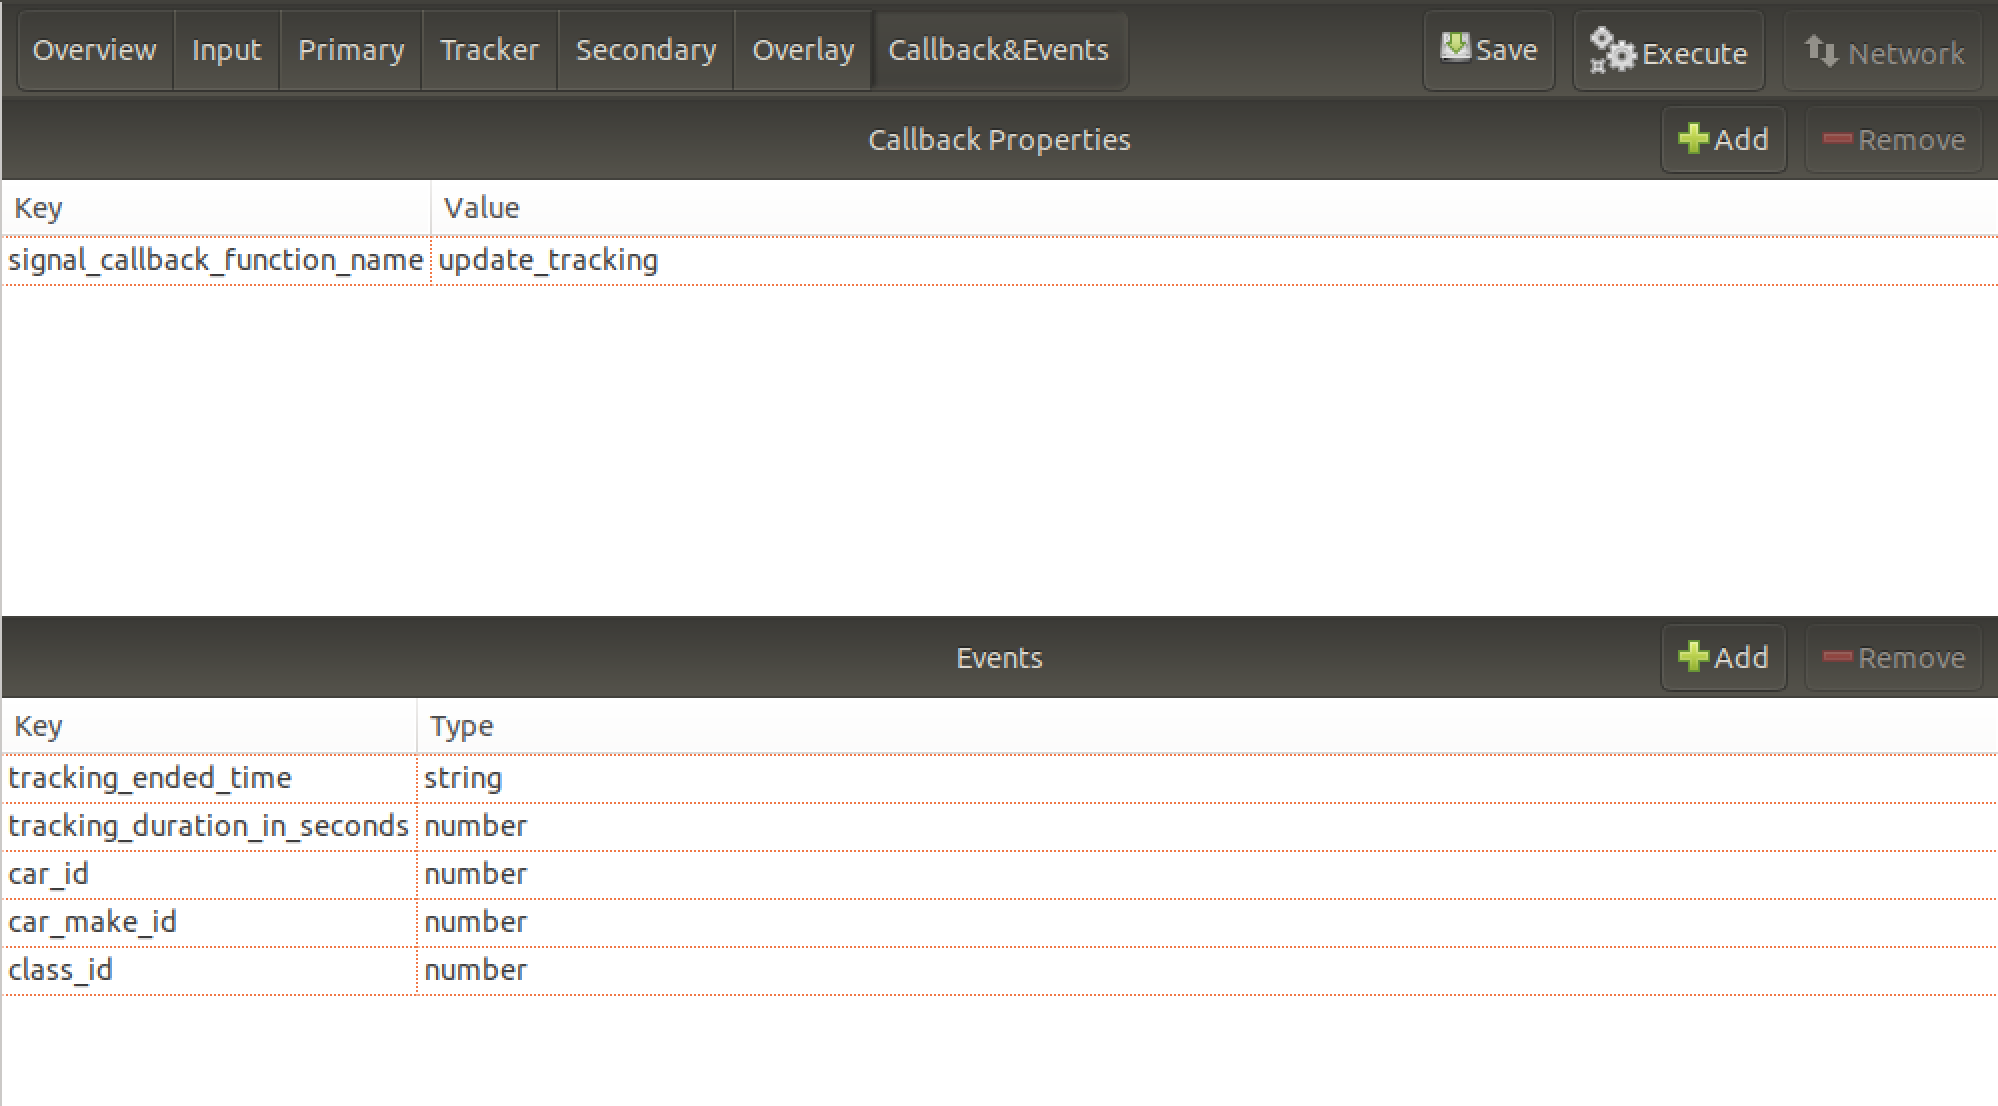 Overview Input Primary Tracker Secondary Overlay Callback&Events Save Execute Network
Callback Properties Add Remove
Key Value
signal_callback_function_name update_tracking
Events Add Remove
Key Type
tracking_ended_time string
tracking_duration_in_seconds number
car_id number
car_make_id number
class_id number